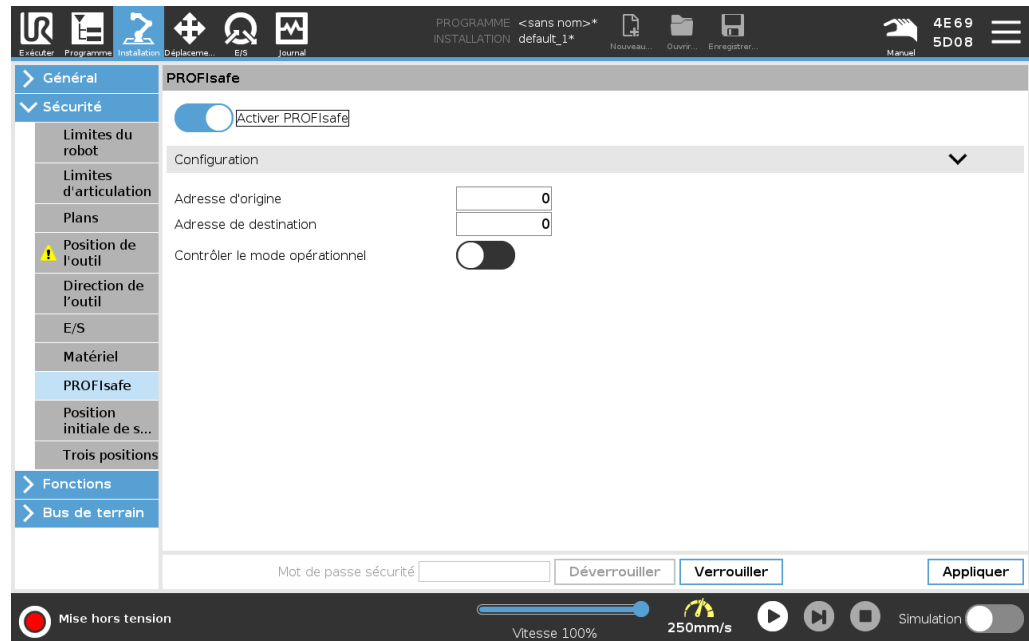 UR
PROGRAMME <sans nom>*
INSTALLATION default_1*
4E69
5D08
Exécuter Programme Installation Déplaceme... E/S Journal Nouveau... Ouvrir... Enregistrer... Manuel
Général
PROFIsafe
Sécurité
Activer PROFIsafe
Limites du
robot
Configuration
Limites
d'articulation
Adresse d'origine 0
Plans
Adresse de destination 0
Position de
l'outil
Contrôler le mode opérationnel
Direction de
l’outil
E/S
Matériel
PROFIsafe
Position
initiale de s...
Trois positions
Fonctions
Bus de terrain
Mot de passe sécurité Déverrouiller Verrouiller Appliquer
Mise hors tension
Vitesse 100%
250mm/s
Simulation